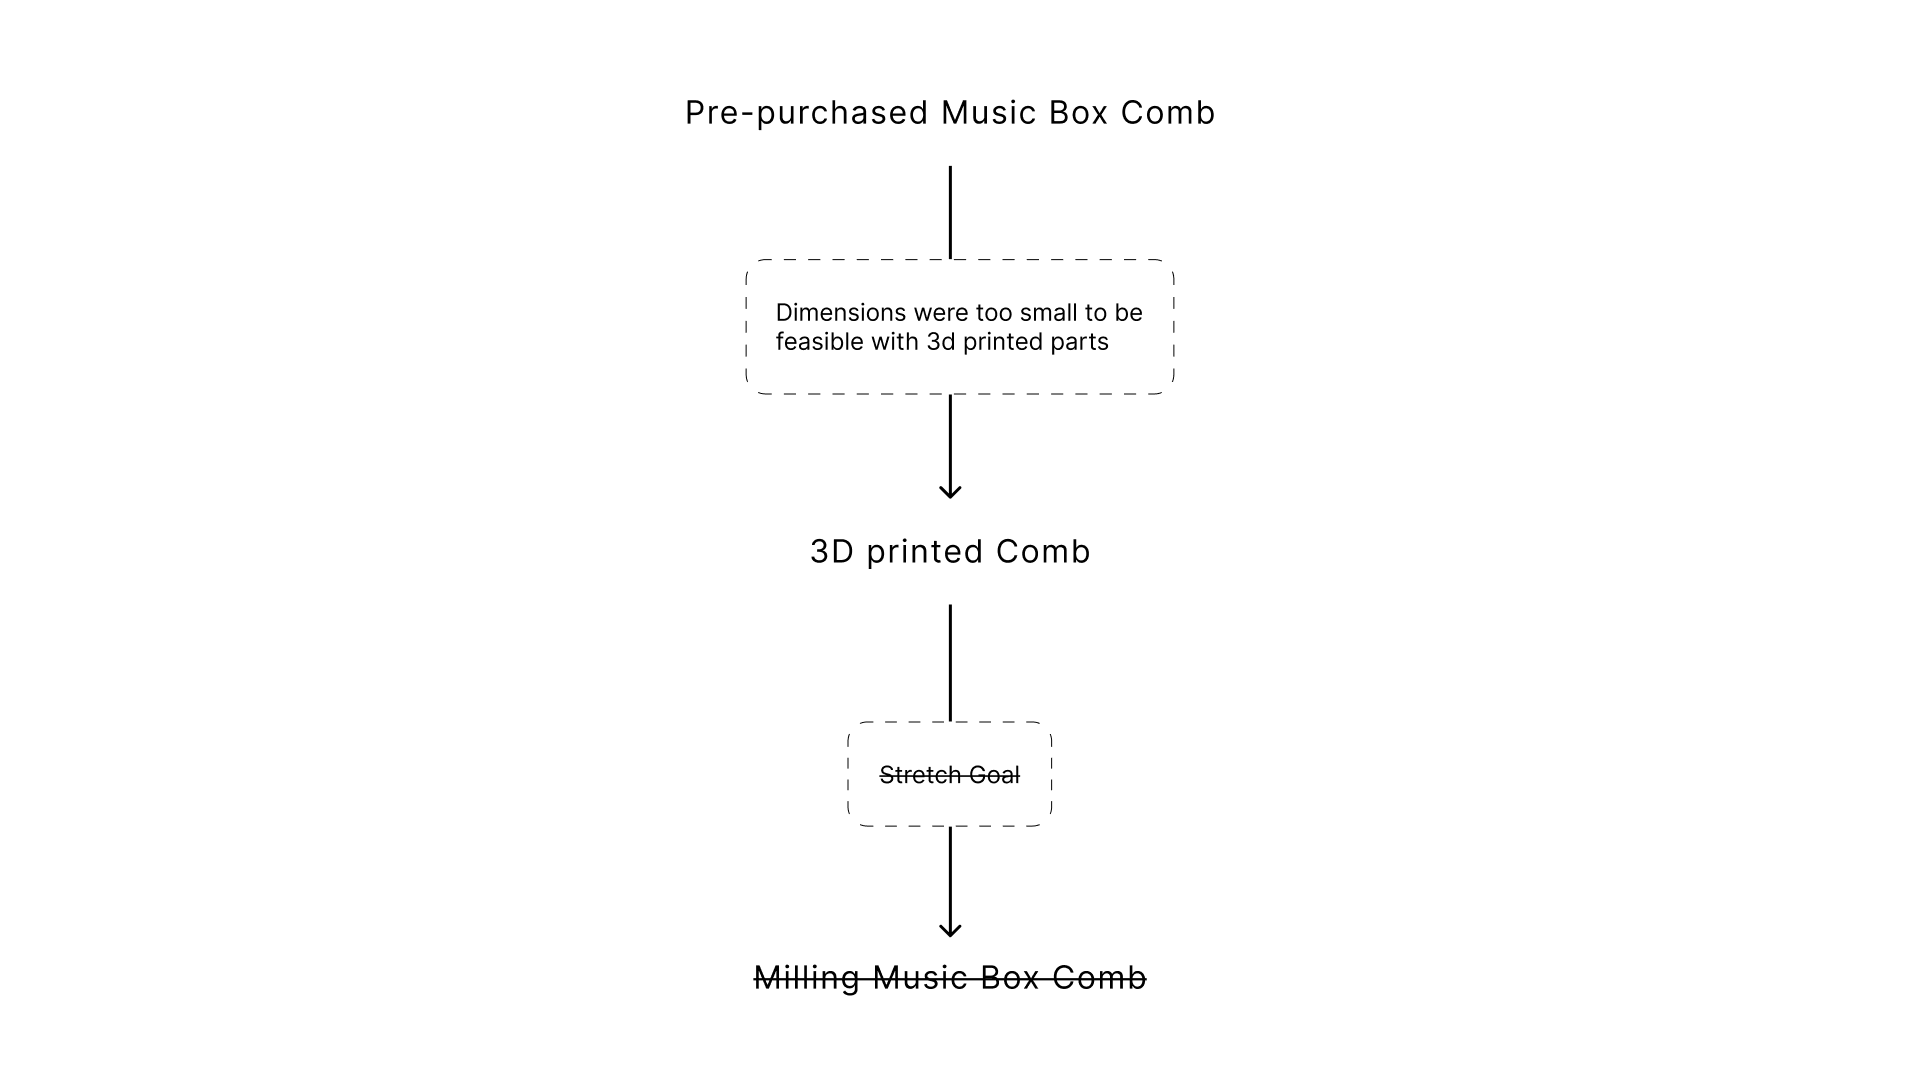 Pre-purchased Music Box Comb
Dimensions were too small to be
feasible with 3d printed parts
3D printed Comb
Stretch Goal
Milling Music Box Comb